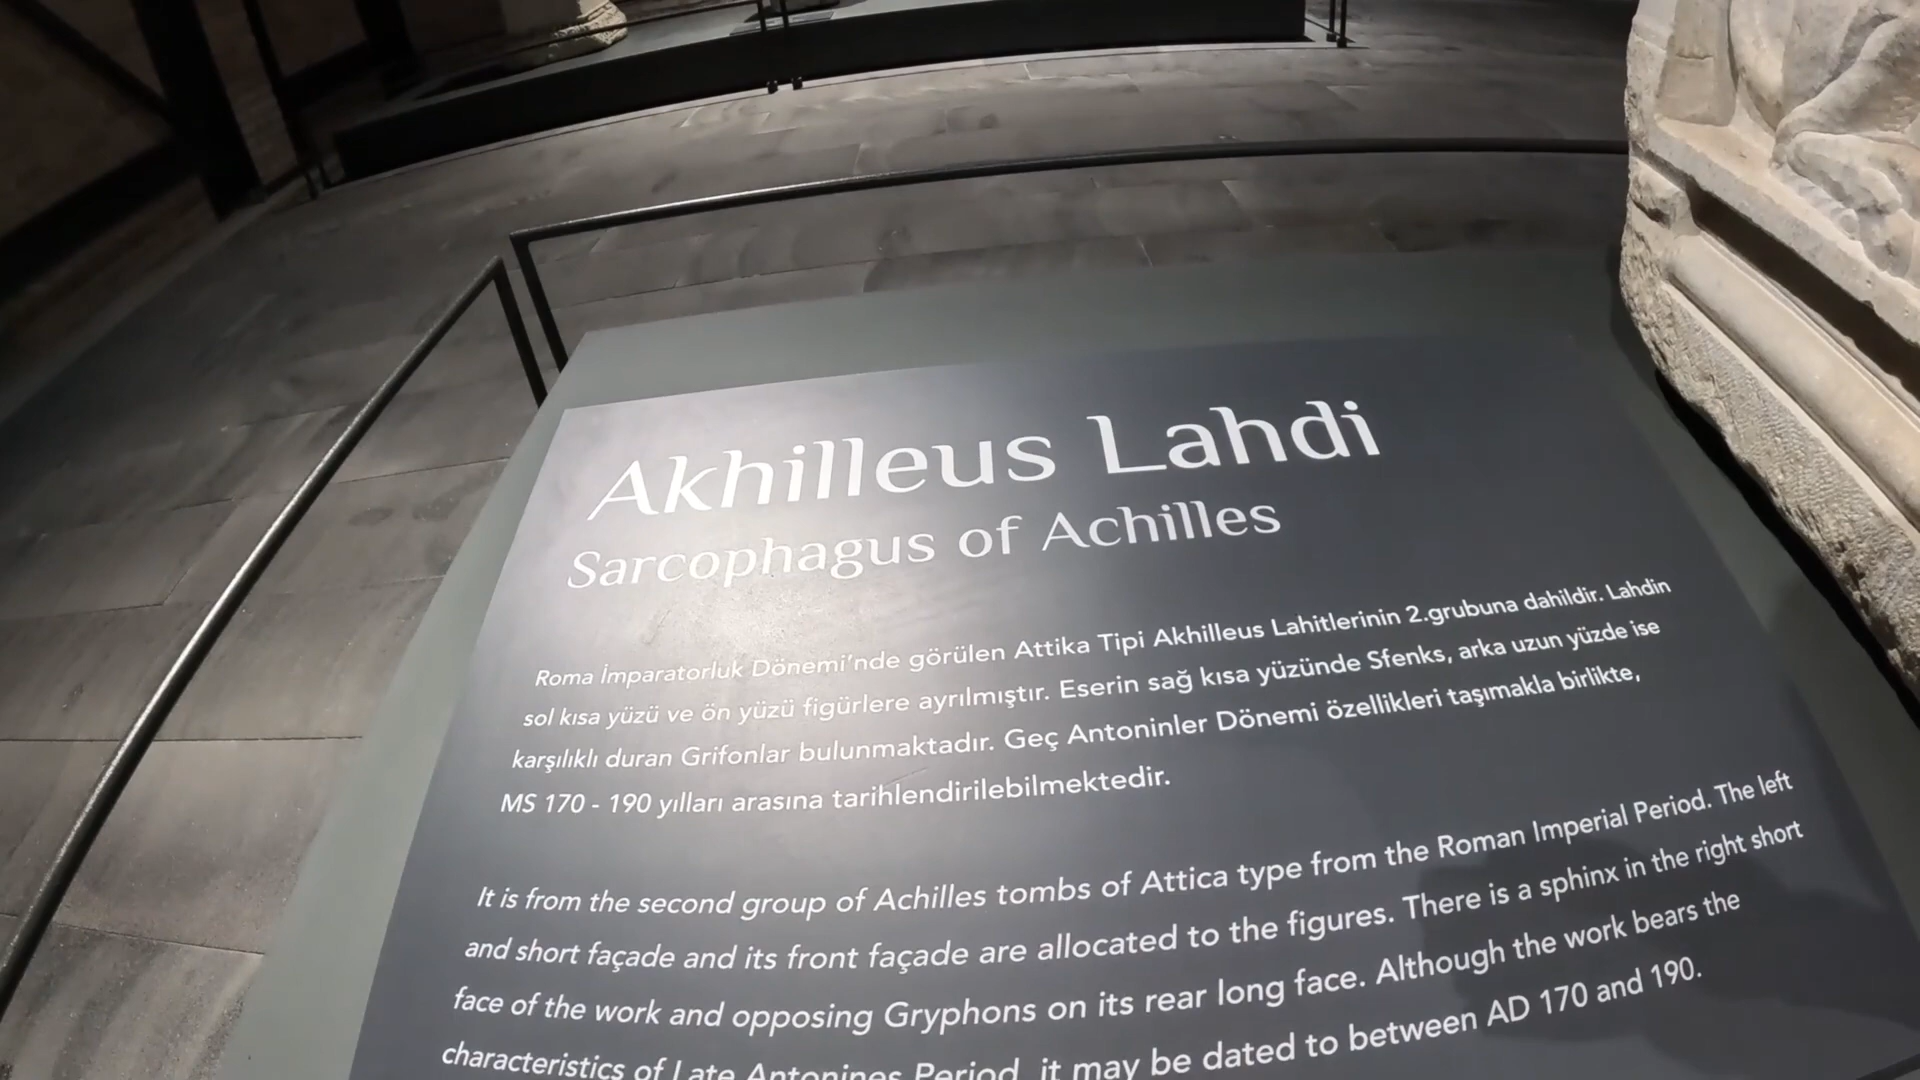 Akhilleus Lahdi
Sarcophagus of Achilles
Roma İmparatorluk Dönemi'nde görülen Attika Tipi Akhilleus Lahitlerinin 2.grubuna dahildir. Lahdin
sol kısa yüzü ve ön yüzü figürlere ayrılmıştır. Eserin sağ kısa yüzünde Sfenks, arka uzun yüzde ise
karşılıklı duran Grifonlar bulunmaktadır. Geç Antoninler Dönemi özellikleri taşımakla birlikte,
MS 170 - 190 yılları arasına tarihlendirilebilmektedir.
It is from the second group of Achilles tombs of Attica type from the Roman Imperial Period. The left
and short façade and its front façade are allocated to the figures. There is a sphinx in the right short
face of the work and opposing Gryphons on its rear long face. Although the work bears the
characteristics of Late Antonines Period, it may be dated to between AD 170 and 190.